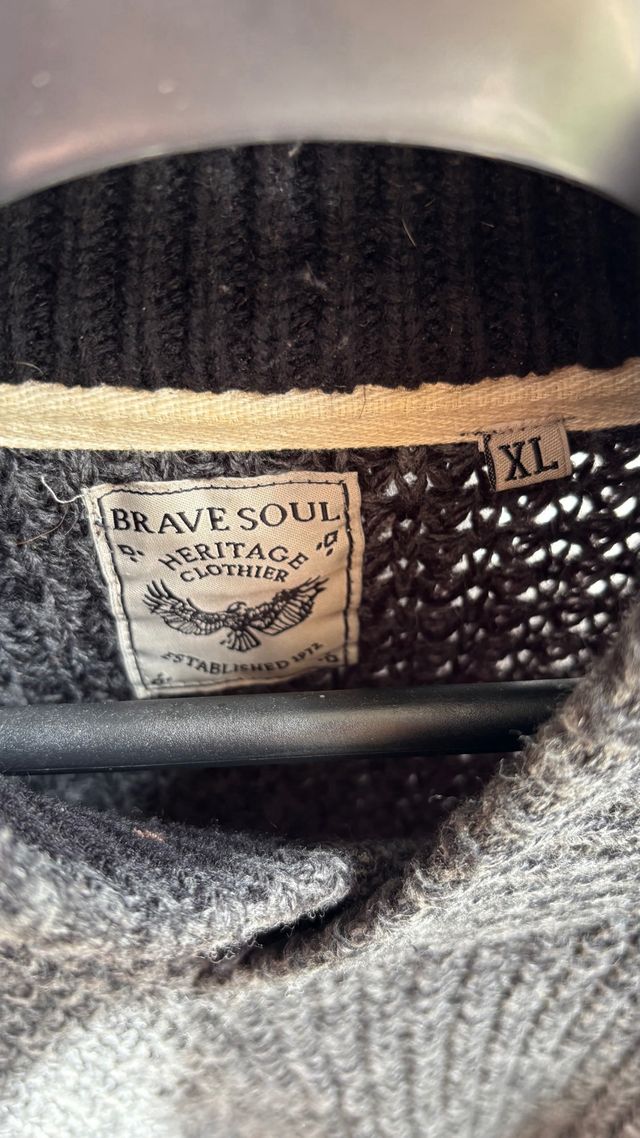 XL
BRAVE SOUL
HERITAGE
CLOTHIER
ESTABLISHED 1972